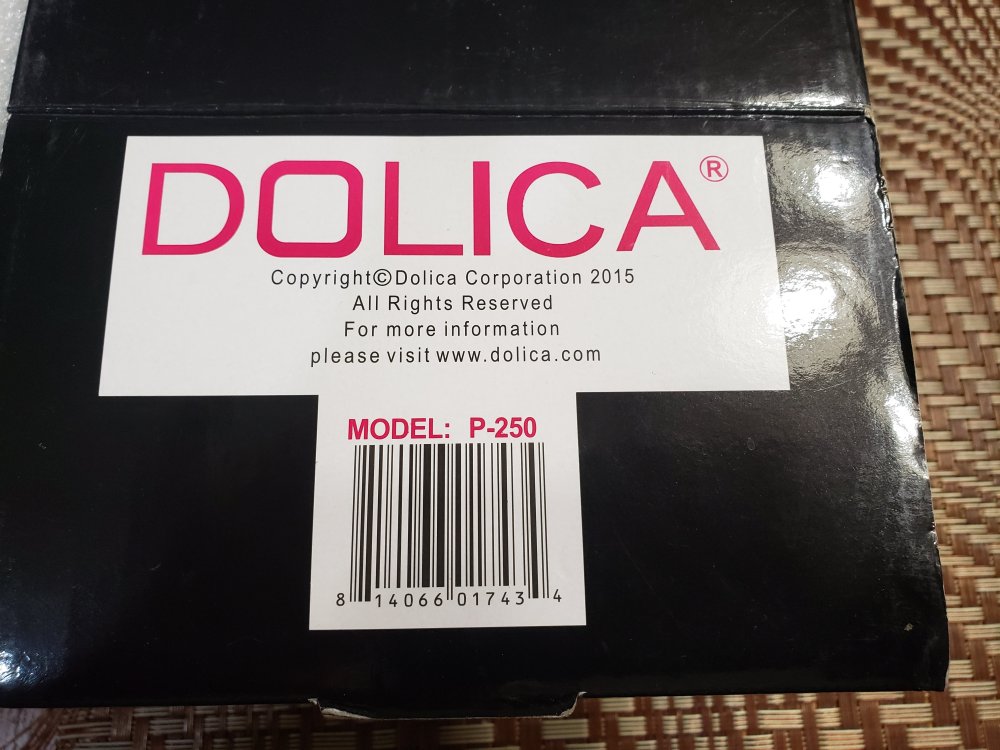 DOLICA®
Copyright©Dolica Corporation 2015
All Rights Reserved
For more information
please visit www.dolica.com
MODEL: P-250
8 14066 01743 4